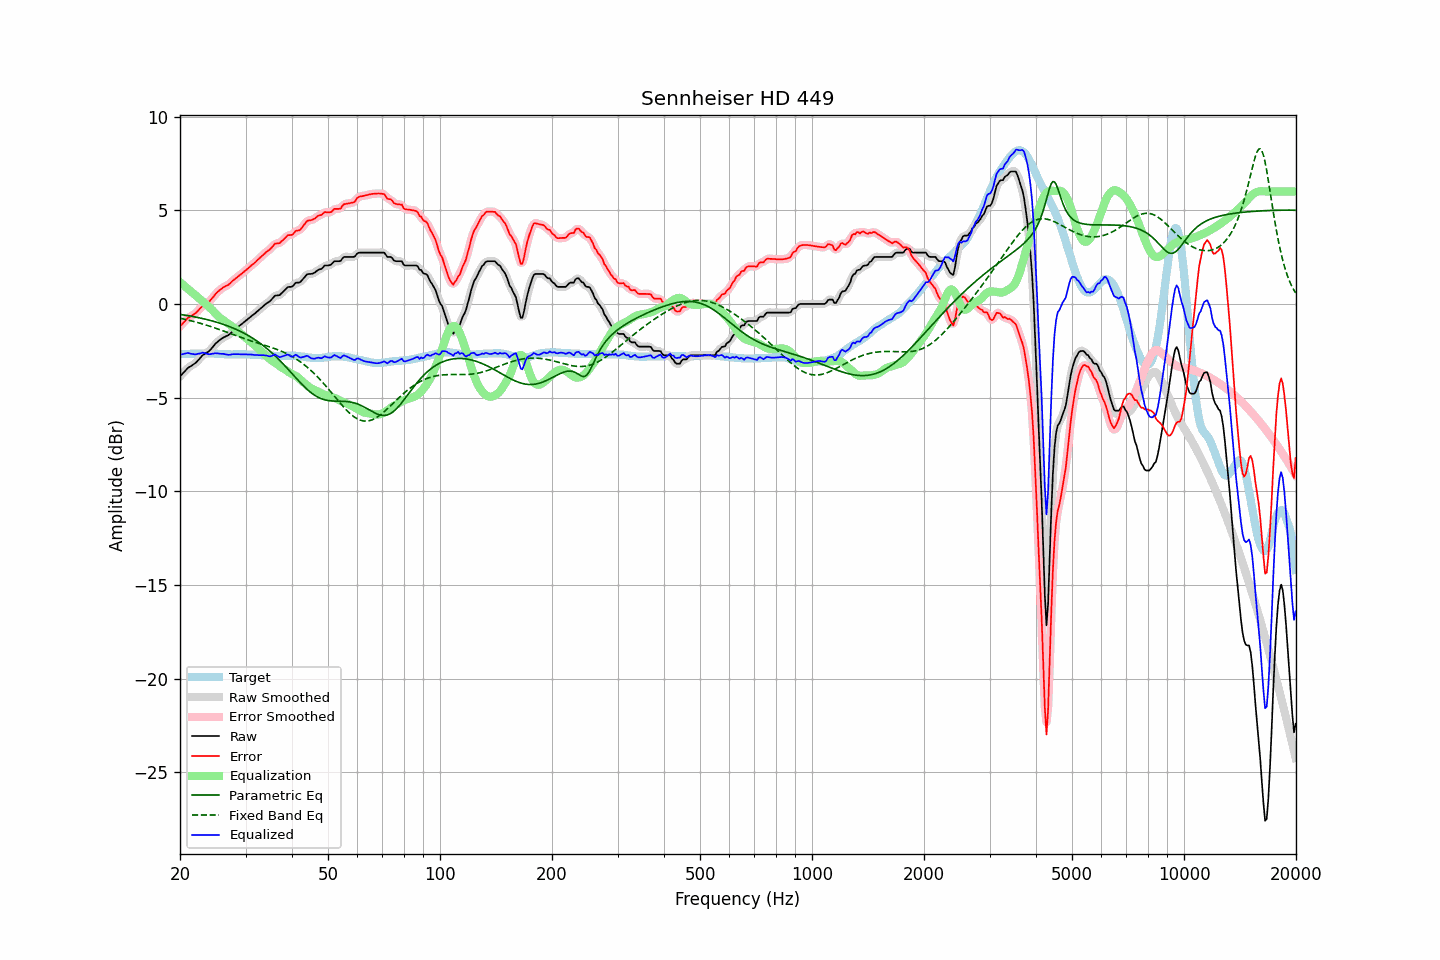 Sennheiser HD 449
10
5
0
−5
−10
−15
−20
−25
Amplitude (dBr)
Target
Raw Smoothed
Error Smoothed
Raw
Error
Equalization
Parametric Eq
Fixed Band Eq
Equalized
20 50 100 200 500 1000 2000 5000 10000 20000
Frequency (Hz)